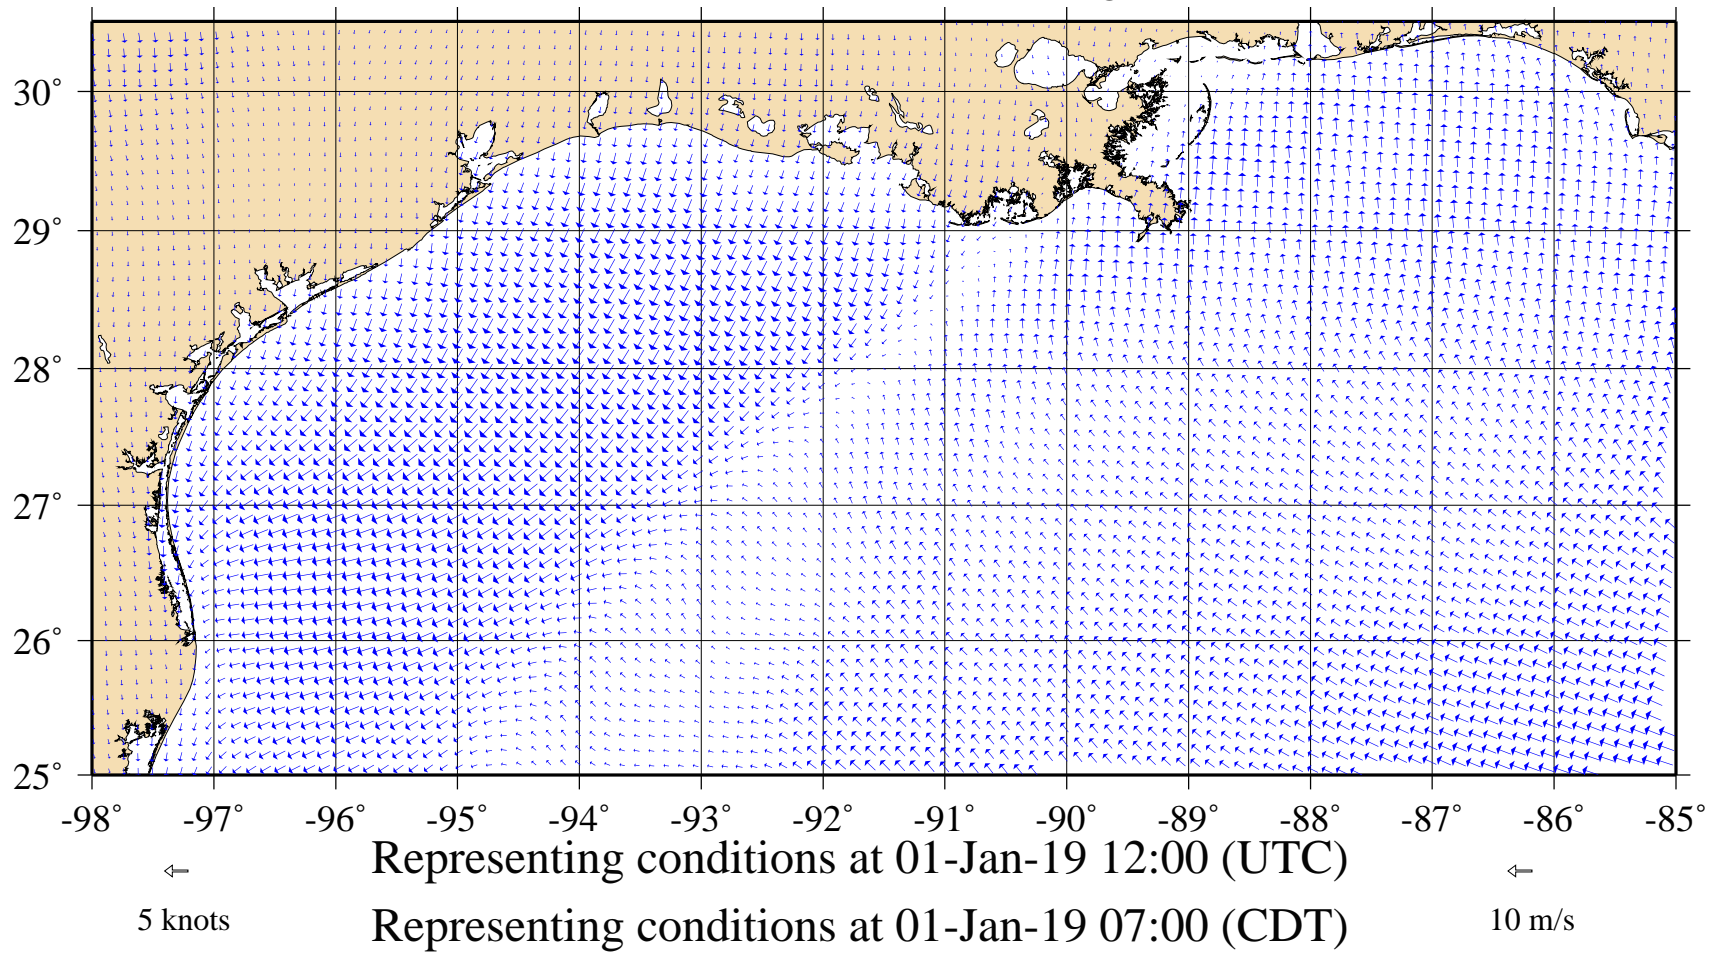 30°
29°
28°
27°
26°
25°
-98° -97° -96° -95° -94° -93° -92° -91° -90° -89° -88° -87° -86° -85°
Representing conditions at 01-Jan-19 12:00 (UTC)
5 knots
Representing conditions at 01-Jan-19 07:00 (CDT)
10 m/s